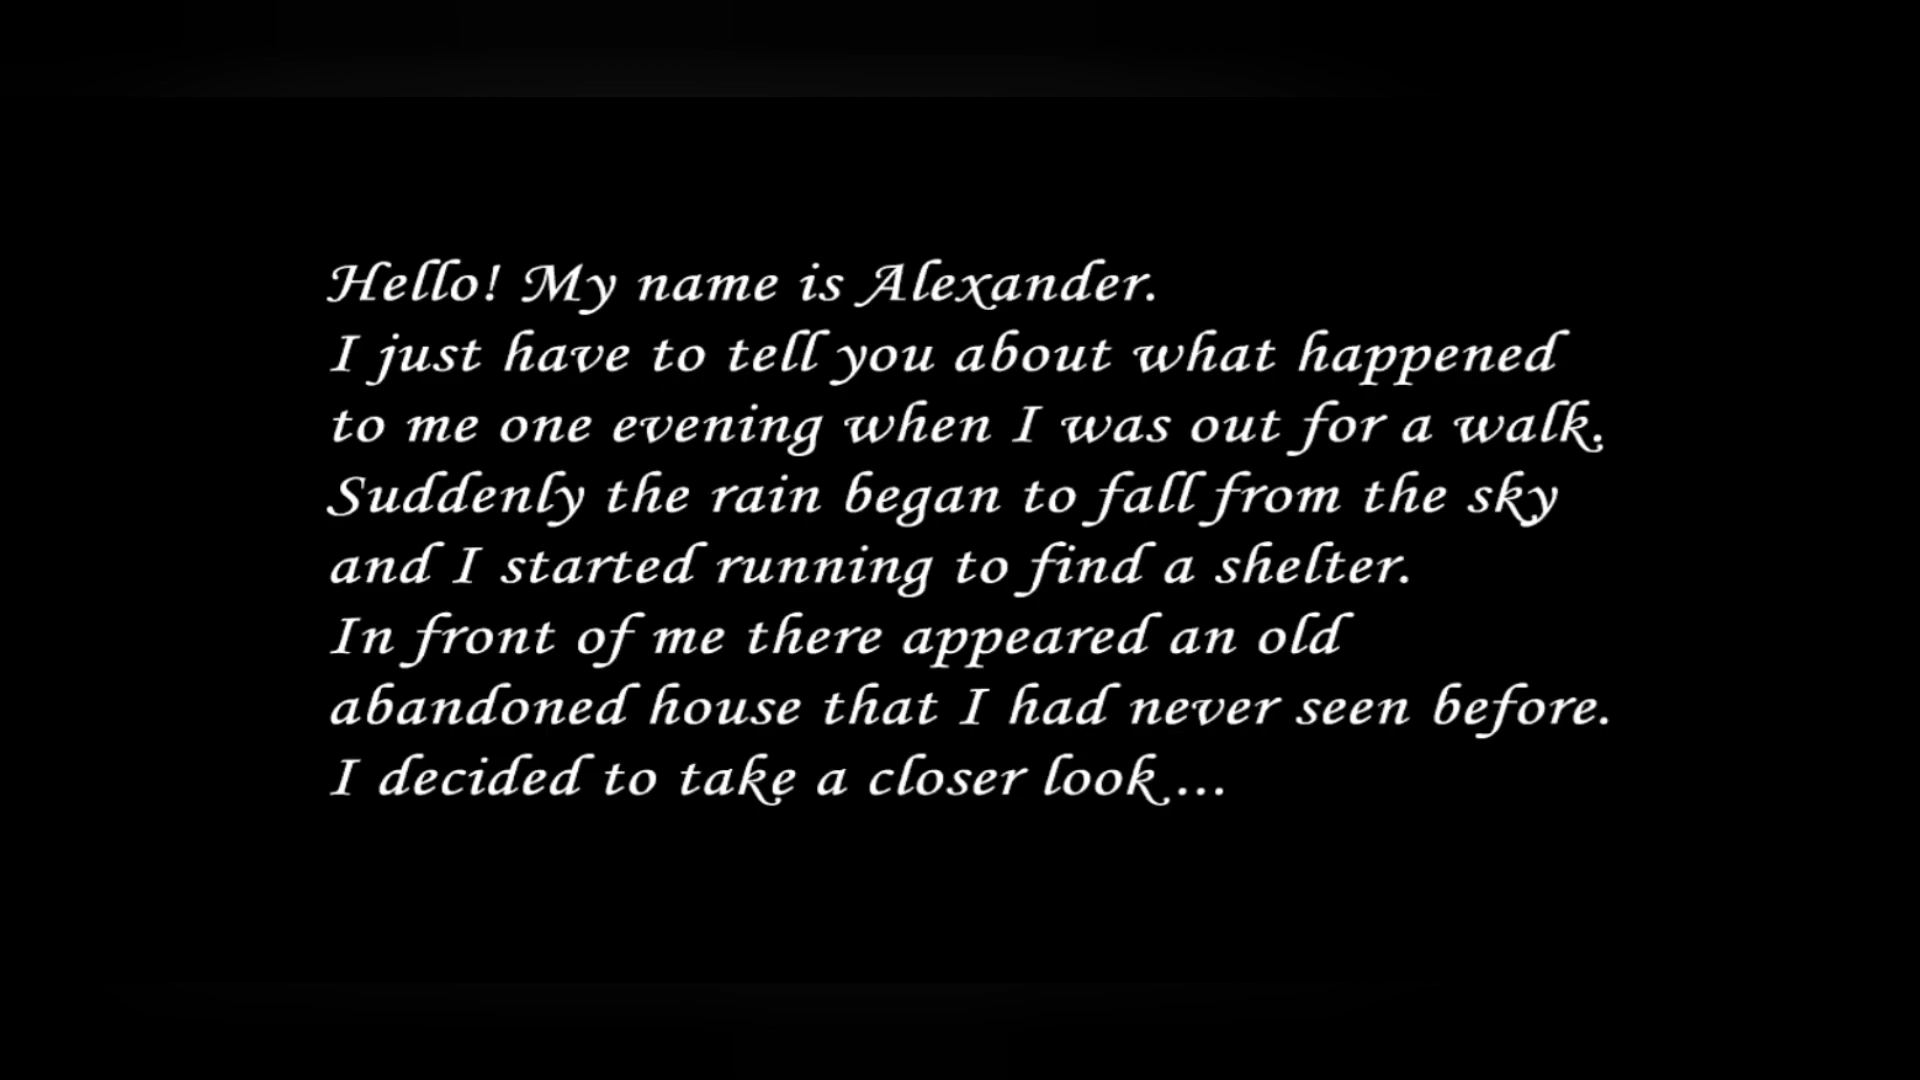 Hello! My name is Alexander.
I just have to tell you about what happened
to me one evening when I was out for a walk.
Suddenly the rain began to fall from the sky
and I started running to find a shelter.
In front of me there appeared an old
abandoned house that I had never seen before.
I decided to take a closer look...